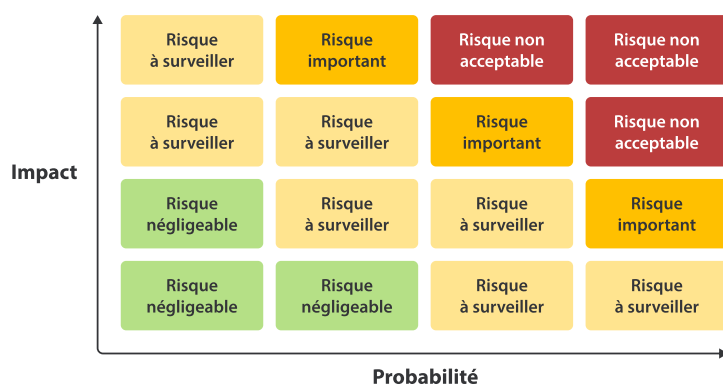 Risque
à surveiller
Risque
important
Risque non
acceptable
Risque non
acceptable
Risque
à surveiller
Risque
à surveiller
Risque
important
Risque non
acceptable
Impact
Risque
négligeable
Risque
à surveiller
Risque
à surveiller
Risque
important
Risque
négligeable
Risque
négligeable
Risque
à surveiller
Risque
à surveiller
Probabilité